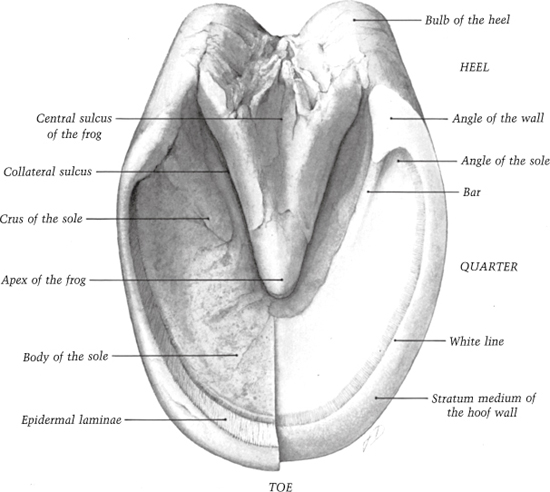 Bulb of the heel
HEEL
Central sulcus
of the frog
Angle of the wall
Angle of the sole
Collateral sulcus
Bar
Crus of the sole
QUARTER
Apex of the frog
White line
Body of the sole
Stratum medium of
the hoof wall
Epidermal laminae
TOE